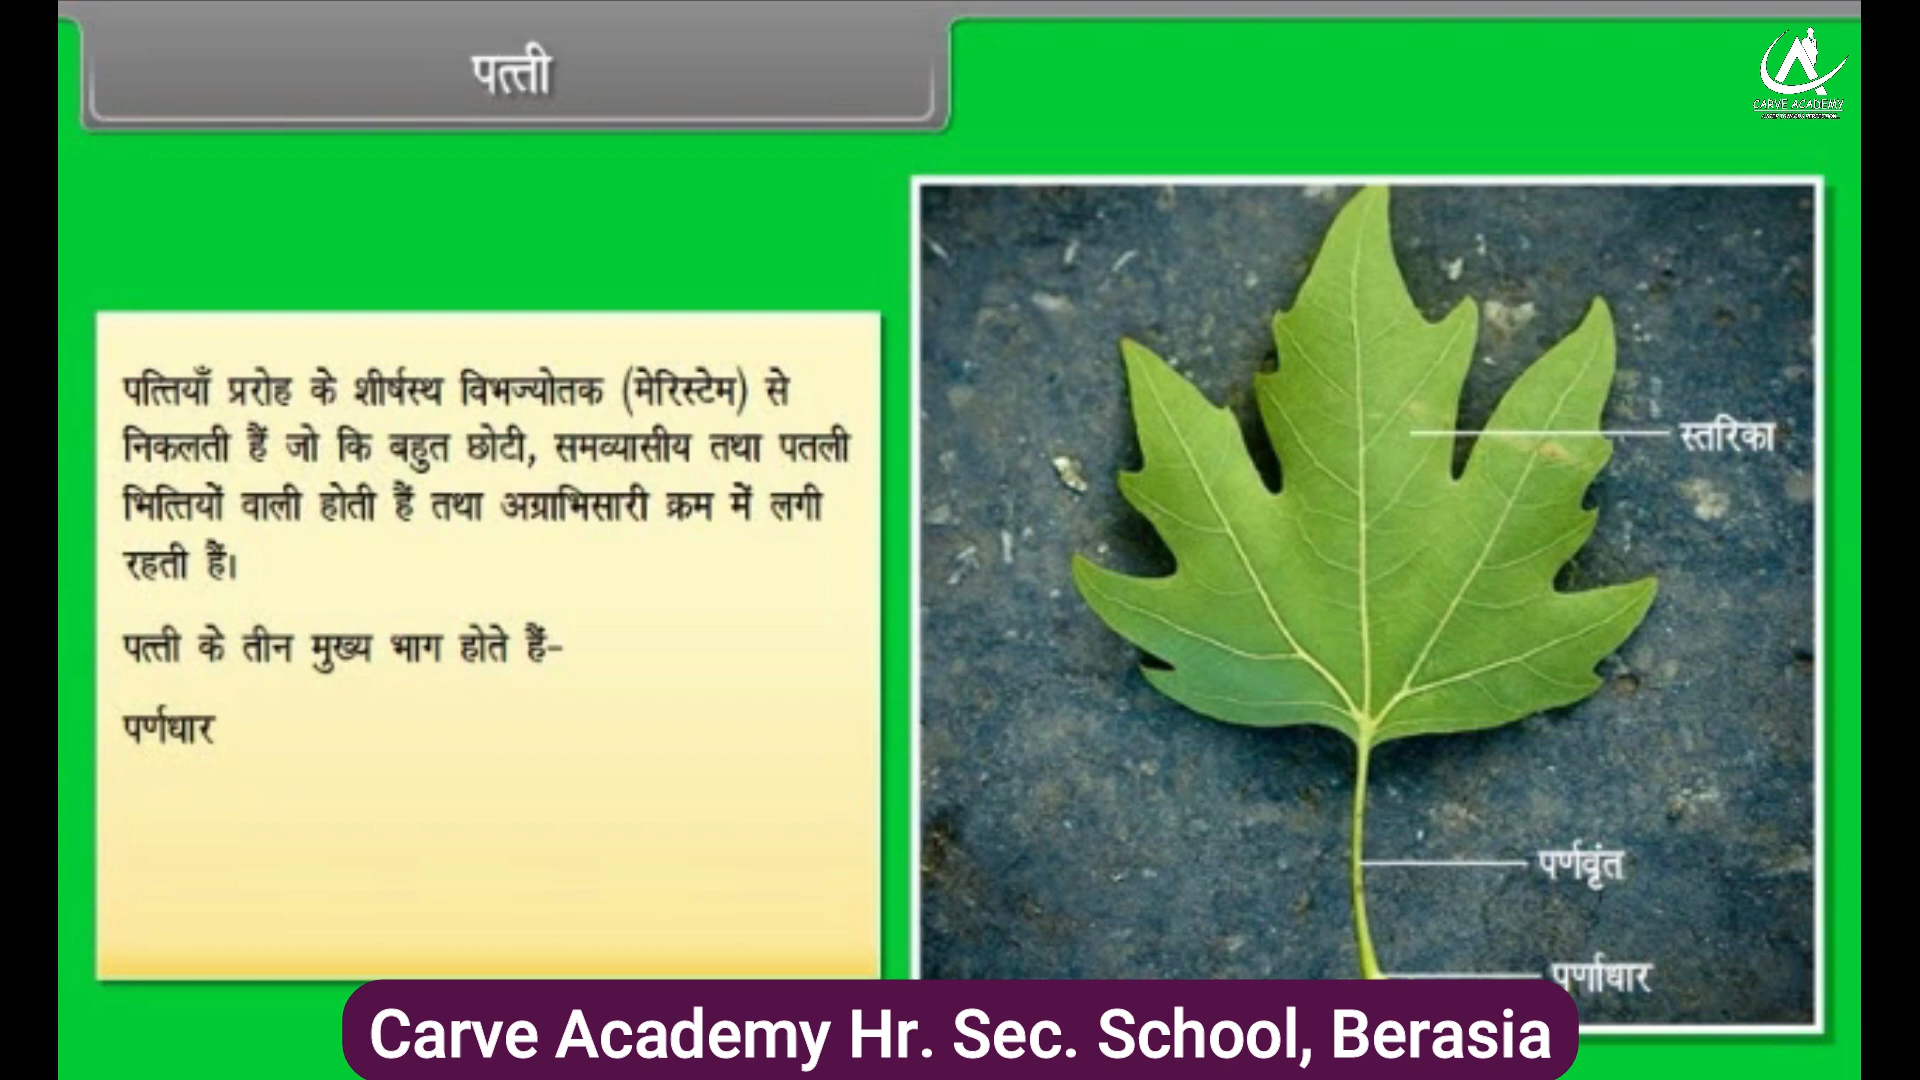 पत्ती
CARVE ACADEMY
पत्तियाँ प्ररोह के शीर्षस्थ विभज्योतक (मेरिस्टेम) से
निकलती हैं जो कि बहुत छोटी, समव्यासीय तथा पतली
भित्तियों वाली होती हैं तथा अग्राभिसारी क्रम में लगी
रहती हैं।
पत्ती के तीन मुख्य भाग होते हैं-
पर्णधार
स्तरिका
पर्णवृंत
पर्णाधार
Carve Academy Hr. Sec. School, Berasia